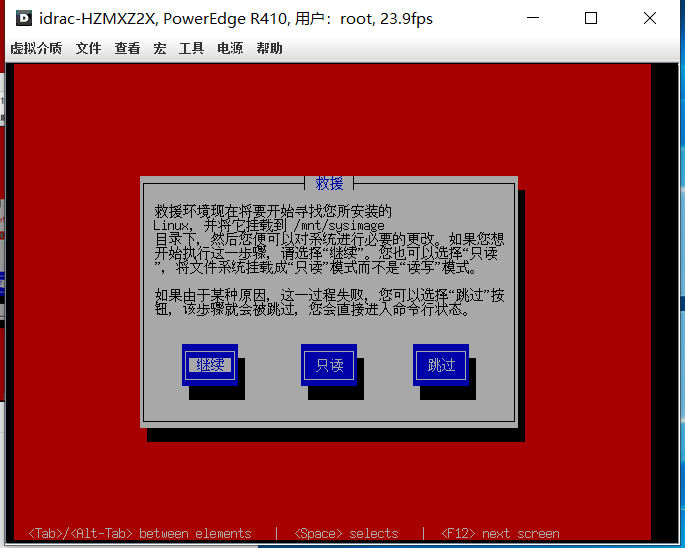 idrac-HZMXZ2X, PowerEdge R410, 用户：root, 23.9fps
虚拟介质 文件 查看 宏 工具 电源 帮助
救援
救援环境现在将要开始寻找您所安装的
Linux，并将它挂载到 /mnt/sysimage
目录下，然后您便可以对系统进行必要的更改。如果您想
开始执行这一步骤，请选择“继续”。您也可以选择“只读
”，将文件系统挂载成“只读”模式而不是“读写”模式。
如果由于某种原因，这一过程失败，您可以选择“跳过”按
钮，该步骤就会被跳过，您会直接进入命令行状态。
继续 只读 跳过
<Tab>/<Alt-Tab> between elements | <Space> selects | <F12> next screen